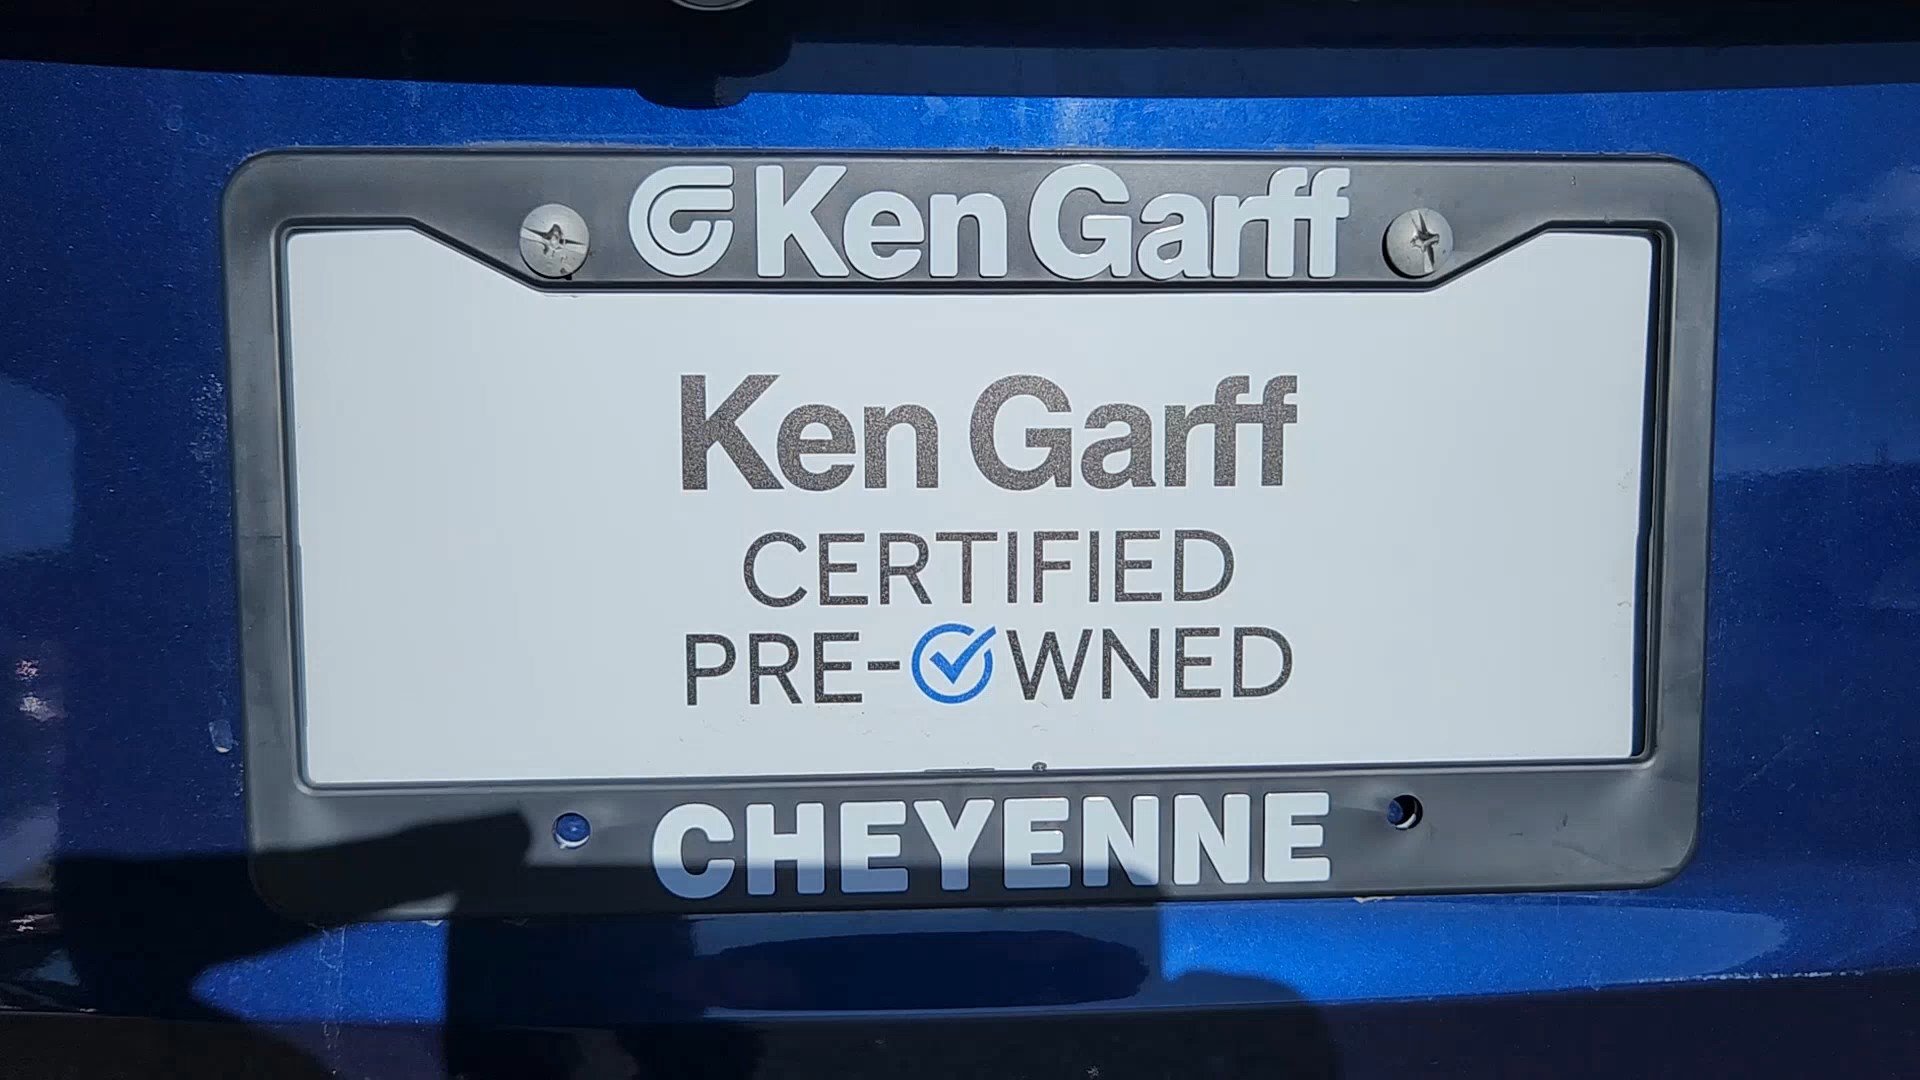 Ken Garff
Ken Garff
CERTIFIED
PRE-OWNED
CHEYENNE